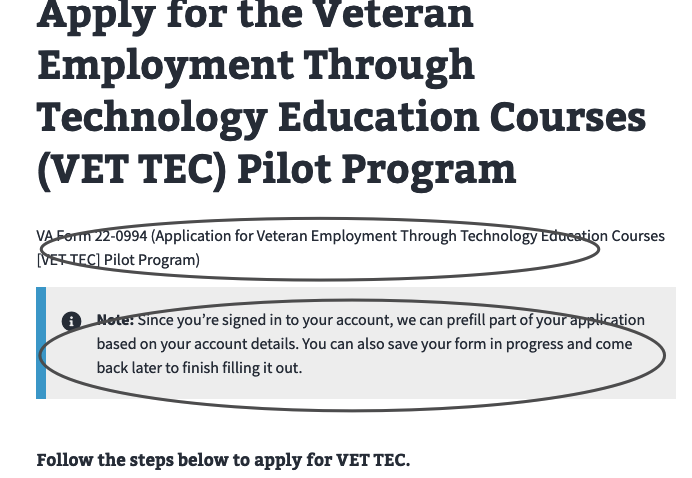 Apply for the Veteran
Employment Through
Technology Education Courses
(VET TEC) Pilot Program
VA Form 22-0994 (Application for Veteran Employment Through Technology Education Courses
[VET TEC] Pilot Program)
Note: Since you’re signed in to your account, we can prefill part of your application
based on your account details. You can also save your form in progress and come
back later to finish filling it out.
Follow the steps below to apply for VET TEC.